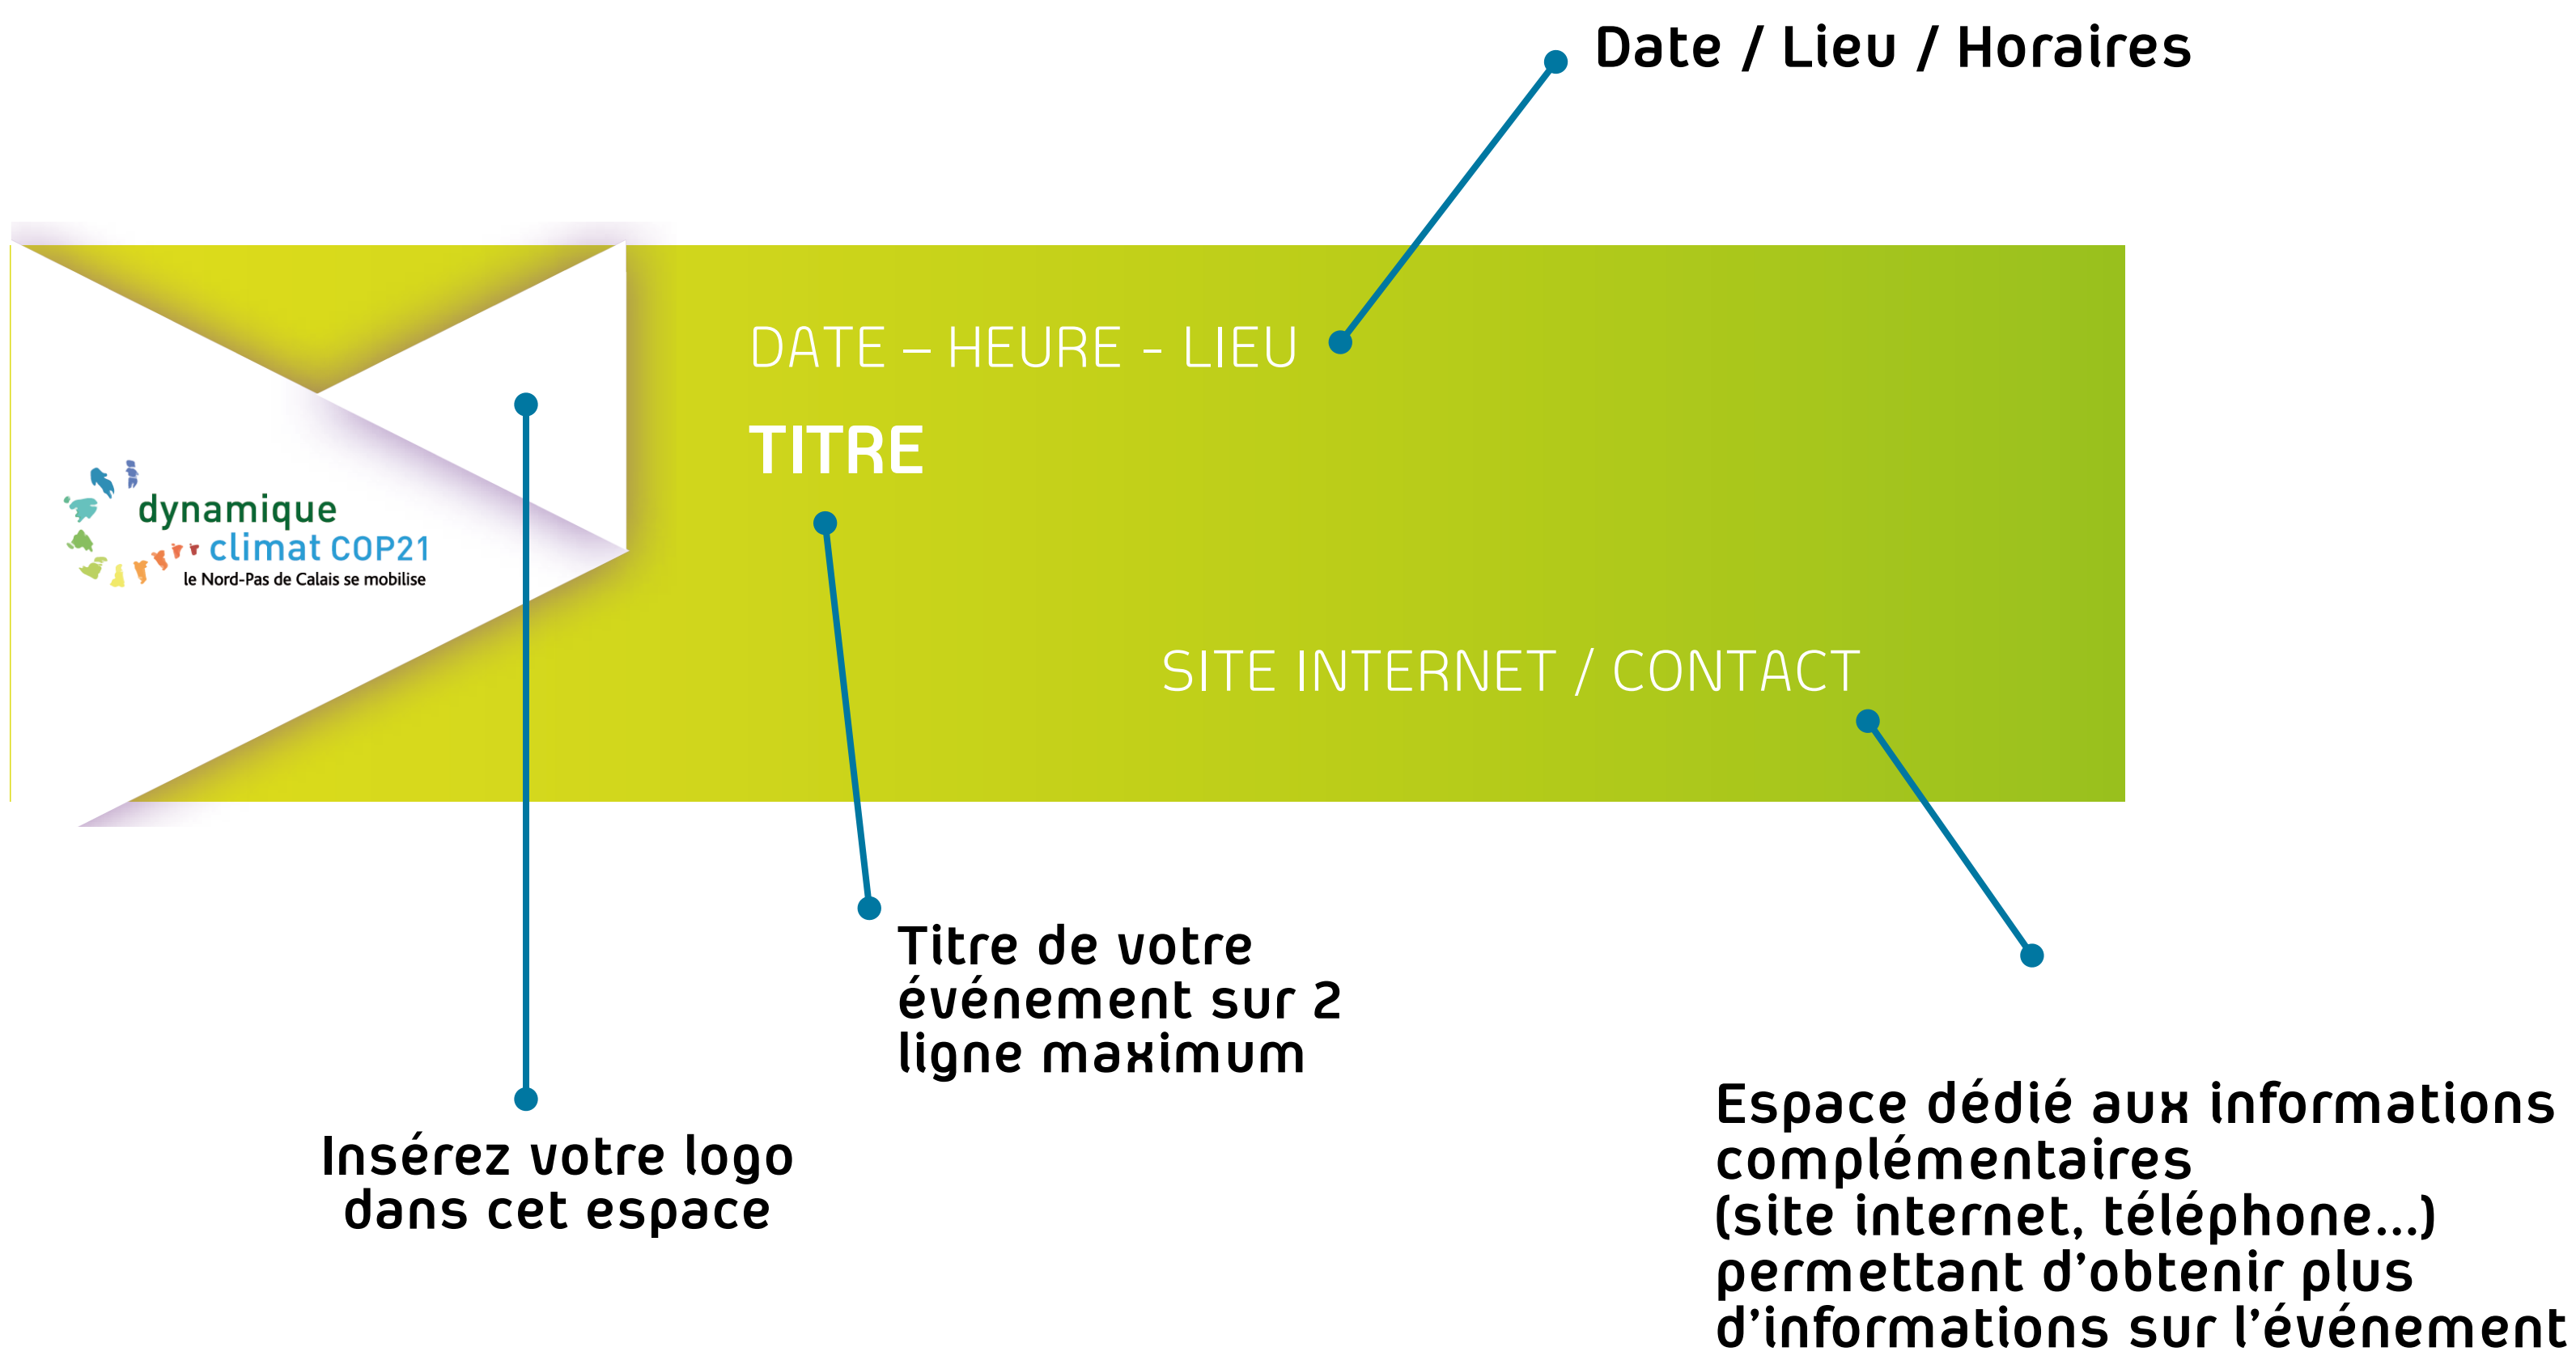 Date / Lieu / Horaires
DATE – HEURE - LIEU
TITRE
dynamique
climat COP21
le Nord-Pas de Calais se mobilise
SITE INTERNET / CONTACT
Titre de votre
événement sur 2
ligne maximum
Insérez votre logo
dans cet espace
Espace dédié aux informations
complémentaires
(site internet, téléphone...)
permettant d’obtenir plus
d’informations sur l’événement